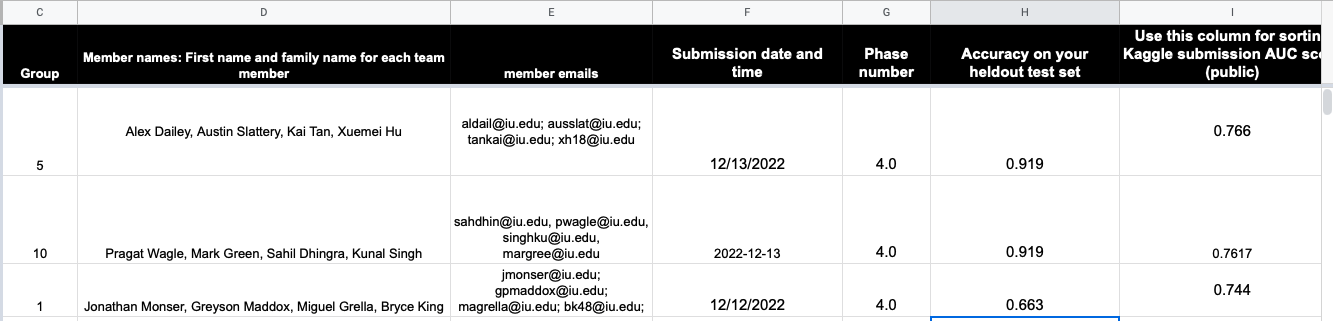 C D E F G H I
Use this column for sortin
Member names: First name and family name for each team Submission date and Phase Accuracy on your Kaggle submission AUC sc
Group member member emails time number heldout test set (public)
aldail@iu.edu; ausslat@iu.edu;
Alex Dailey, Austin Slattery, Kai Tan, Xuemei Hu 0.766
tankai@iu.edu; xh18@iu.edu
5 12/13/2022 4.0 0.919
sahdhin@iu.edu, pwagle@iu.edu,
singhku@iu.edu,
10 Pragat Wagle, Mark Green, Sahil Dhingra, Kunal Singh margree@iu.edu 2022-12-13 4.0 0.919 0.7617
jmonser@iu.edu;
gpmaddox@iu.edu; 0.744
1 Jonathan Monser, Greyson Maddox, Miguel Grella, Bryce King magrella@iu.edu; bk48@iu.edu; 12/12/2022 4.0 0.663